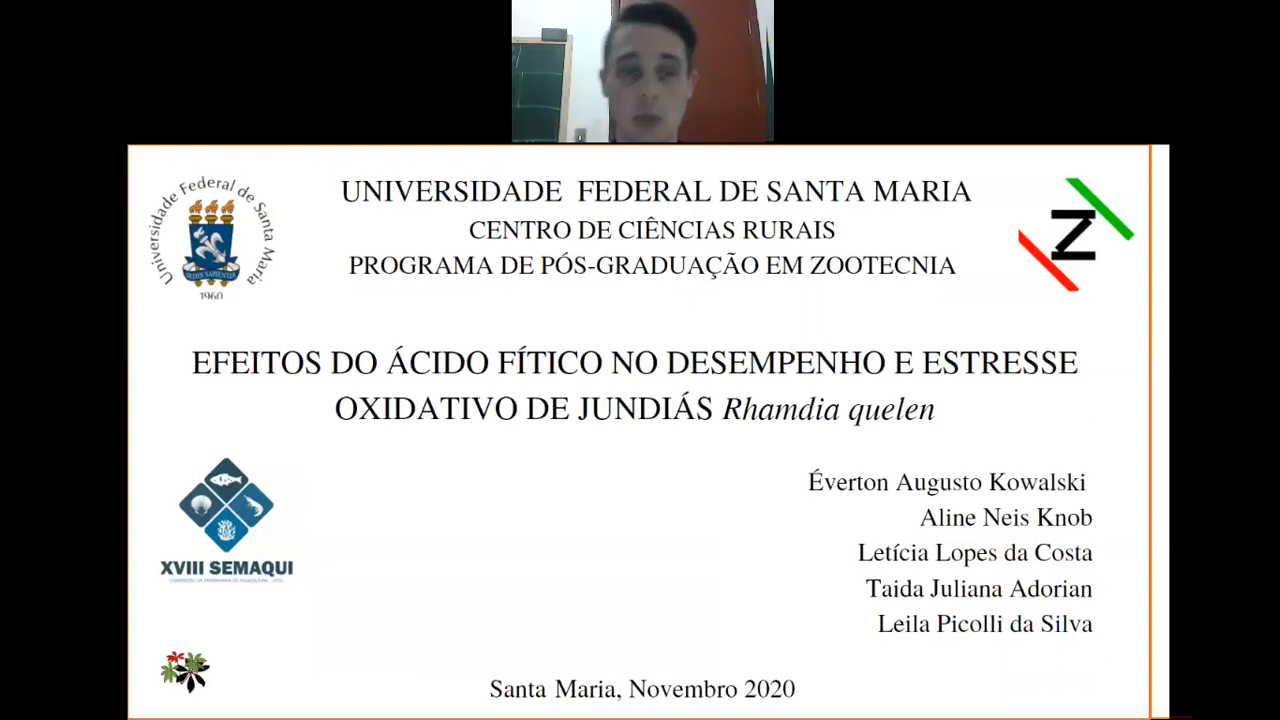 Universidade Federal de Santa Maria
SEDES SAPIENTIAE
1960
UNIVERSIDADE FEDERAL DE SANTA MARIA
CENTRO DE CIÊNCIAS RURAIS
PROGRAMA DE PÓS-GRADUAÇÃO EM ZOOTECNIA
Z
EFEITOS DO ÁCIDO FÍTICO NO DESEMPENHO E ESTRESSE
OXIDATIVO DE JUNDIÁS Rhamdia quelen
Éverton Augusto Kowalski
Aline Neis Knob
Letícia Lopes da Costa
Taida Juliana Adorian
Leila Picolli da Silva
XVIII SEMAQUI
Santa Maria, Novembro 2020